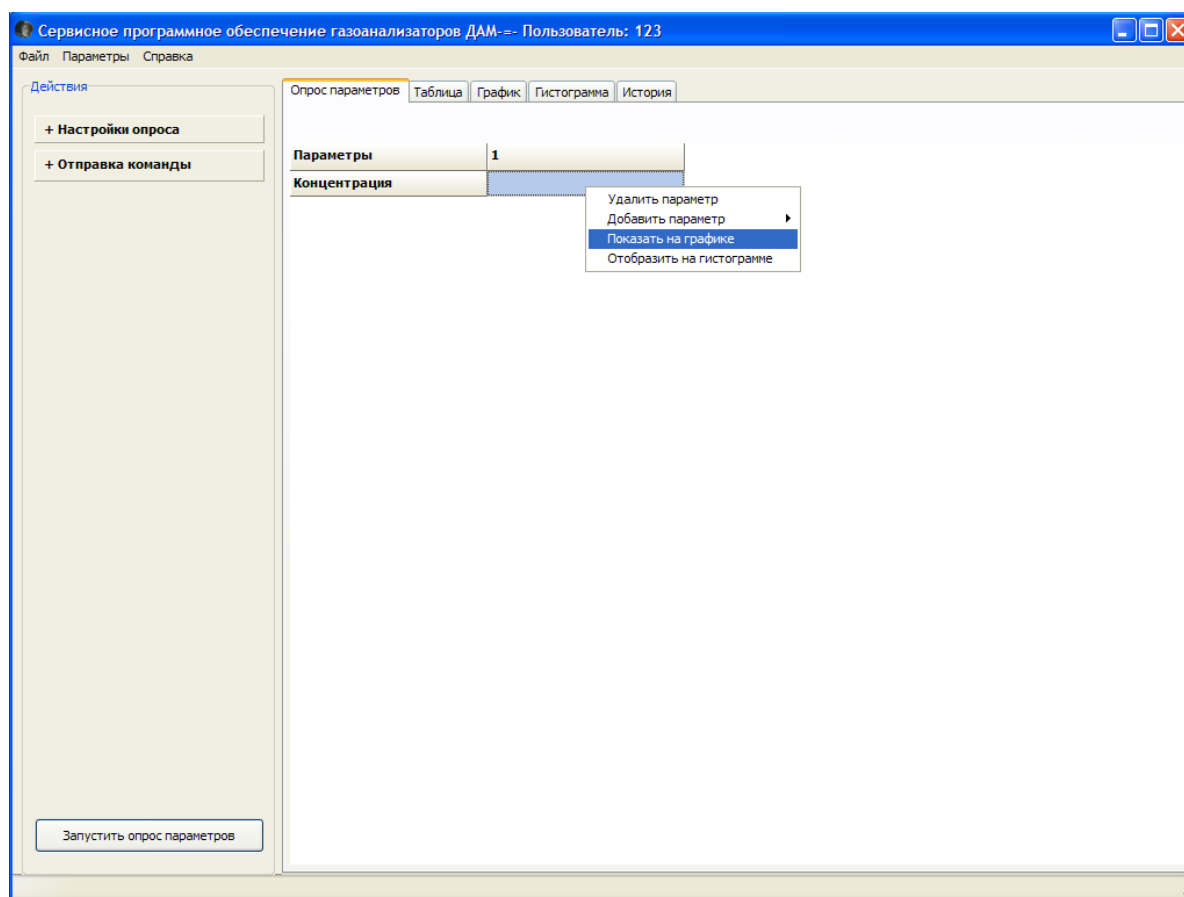 Сервисное программное обеспечение газоанализаторов ДАМ-=- Пользователь: 123
Файл Параметры Справка
Действия
+ Настройки опроса
+ Отправка команды
Запустить опрос параметров
Опрос параметров Таблица График Гистограмма История
Параметры 1
Концентрация
Удалить параметр
Добавить параметр
Показать на графике
Отобразить на гистограмме